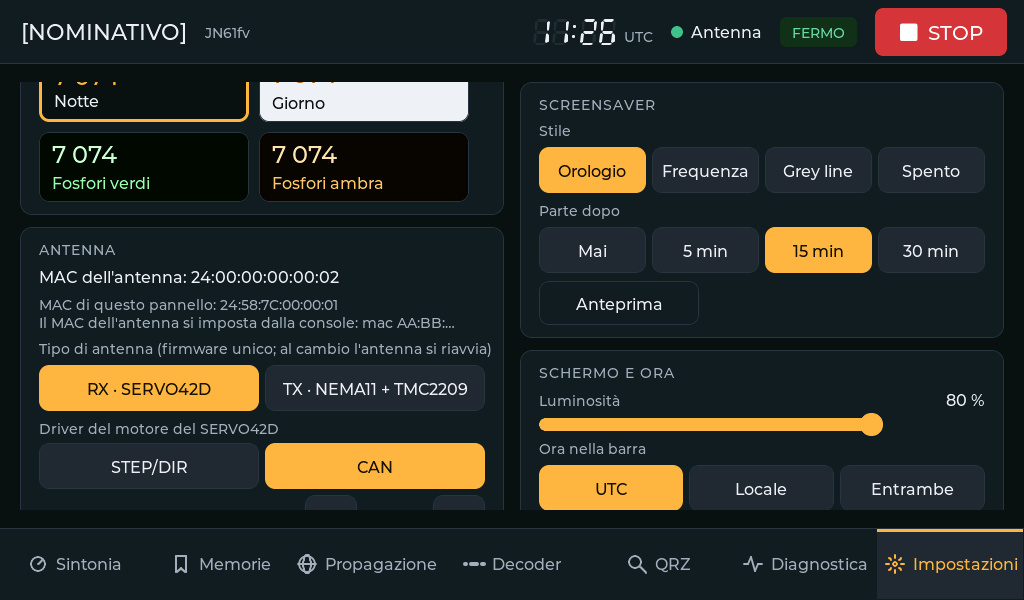 [NOMINATIVO] JN61fv 11:26 UTC Antenna FERMO STOP
Notte
Giorno
7 074
Fosfori verdi
7 074
Fosfori ambra
ANTENNA
MAC dell'antenna: 24:00:00:00:00:02
MAC di questo pannello: 24:58:7C:00:00:01
Il MAC dell'antenna si imposta dalla console: mac AA:BB:...
Tipo di antenna (firmware unico; al cambio l'antenna si riavvia)
RX · SERVO42D TX · NEMA11 + TMC2209
Driver del motore del SERVO42D
STEP/DIR CAN
SCREENSAVER
Stile
Orologio Frequenza Grey line Spento
Parte dopo
Mai 5 min 15 min 30 min
Anteprima
SCHERMO E ORA
Luminosità 80 %
Ora nella barra
UTC Locale Entrambe
Sintonia Memorie Propagazione Decoder QRZ Diagnostica Impostazioni